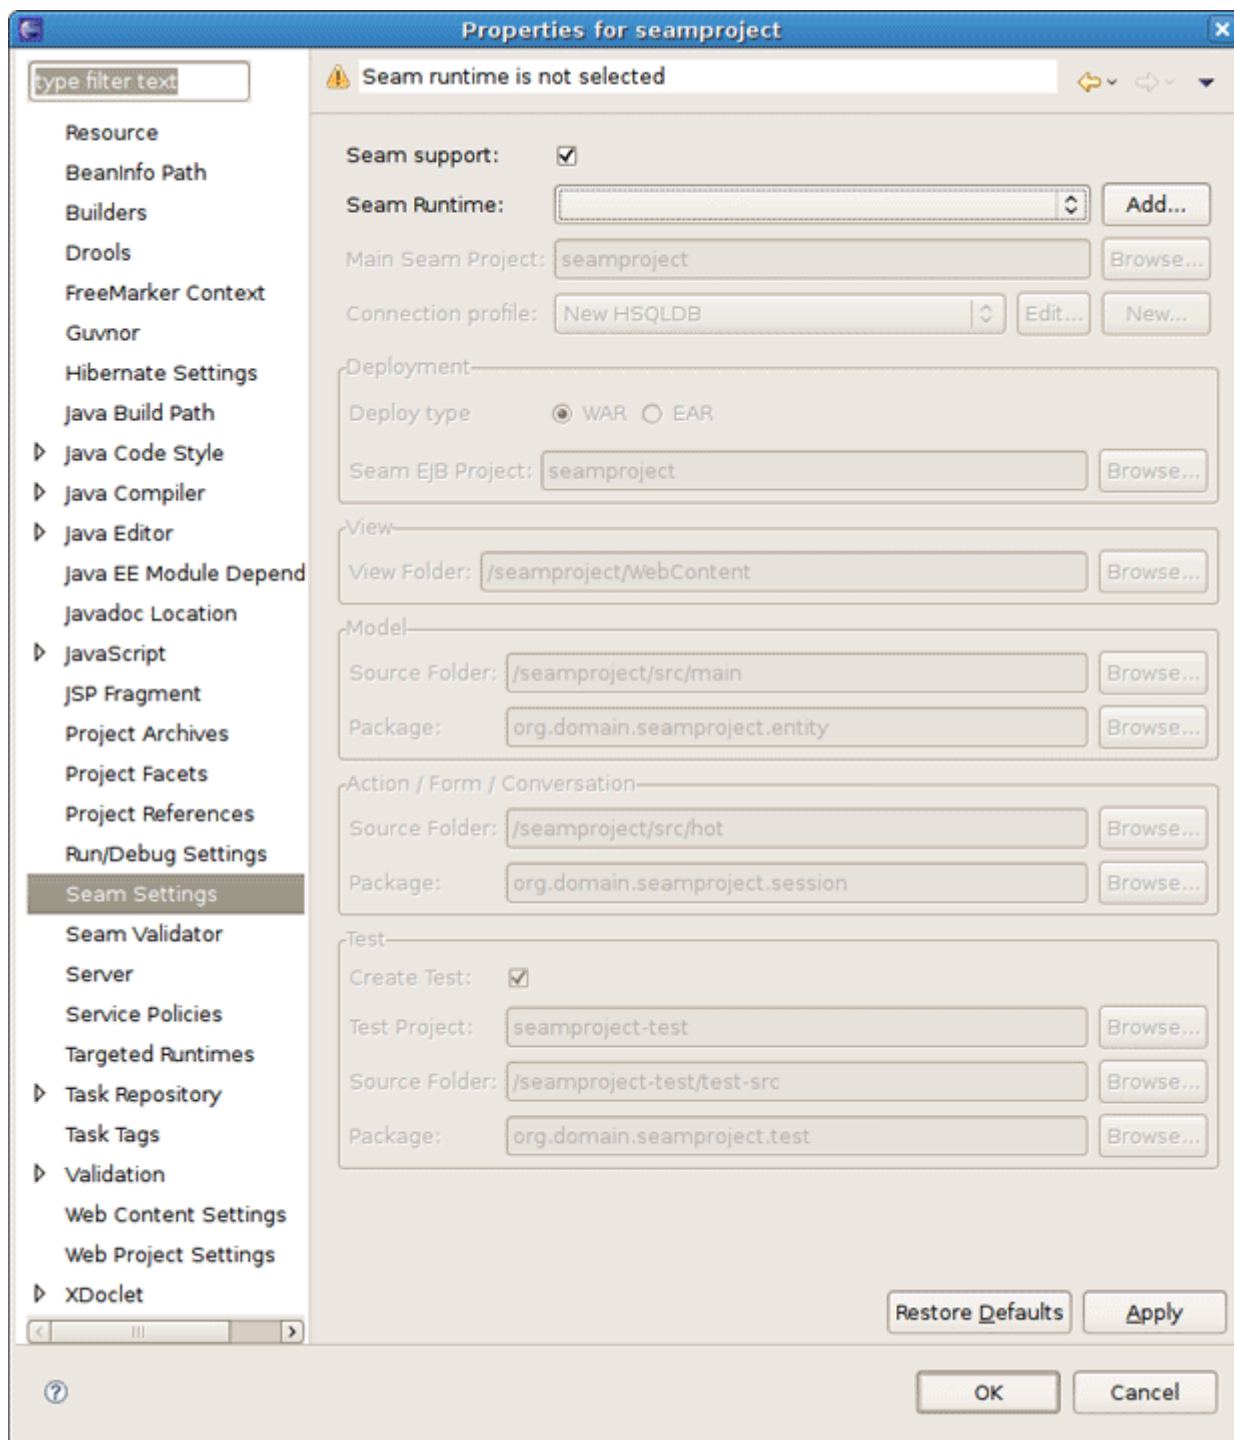 Properties for seamproject
type filter text
Seam runtime is not selected
Resource
BeanInfo Path
Builders
Drools
FreeMarker Context
Guvnor
Hibernate Settings
Java Build Path
Java Code Style
Java Compiler
Java Editor
Java EE Module Depend
Javadoc Location
JavaScript
JSP Fragment
Project Archives
Project Facets
Project References
Run/Debug Settings
Seam Settings
Seam Validator
Server
Service Policies
Targeted Runtimes
Task Repository
Task Tags
Validation
Web Content Settings
Web Project Settings
XDoclet
Seam support:
Seam Runtime: Add...
Main Seam Project: seamproject Browse...
Connection profile: New HSQLDB Edit... New...
Deployment
Deploy type WAR EAR
Seam EJB Project: seamproject Browse...
View
View Folder: /seamproject/WebContent Browse...
Model
Source Folder: /seamproject/src/main Browse...
Package: org.domain.seamproject.entity Browse...
Action / Form / Conversation
Source Folder: /seamproject/src/hot Browse...
Package: org.domain.seamproject.session Browse...
Test
Create Test:
Test Project: seamproject-test Browse...
Source Folder: /seamproject-test/test-src Browse...
Package: org.domain.seamproject.test Browse...
Restore Defaults Apply
OK Cancel